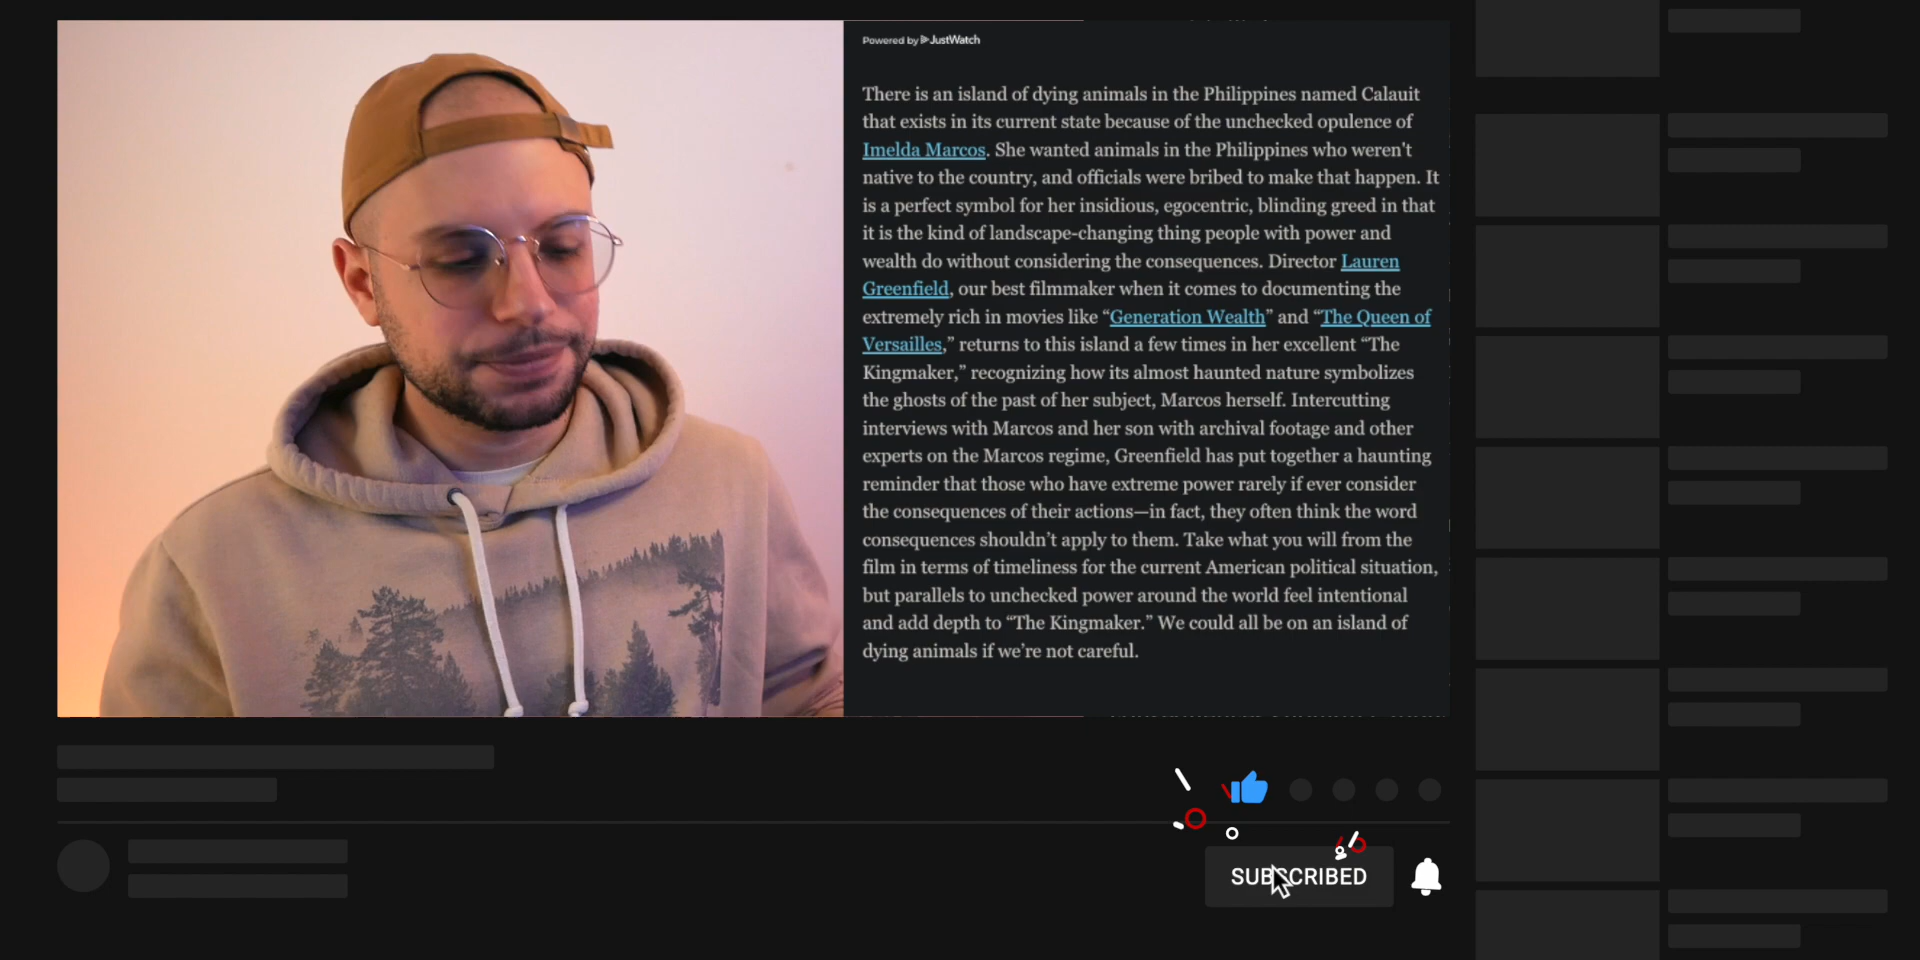 Powered by JustWatch
There is an island of dying animals in the Philippines named Calauit
that exists in its current state because of the unchecked opulence of
Imelda Marcos. She wanted animals in the Philippines who weren't
native to the country, and officials were bribed to make that happen. It
is a perfect symbol for her insidious, egocentric, blinding greed in that
it is the kind of landscape-changing thing people with power and
wealth do without considering the consequences. Director Lauren
Greenfield, our best filmmaker when it comes to documenting the
extremely rich in movies like “Generation Wealth” and “The Queen of
Versailles,” returns to this island a few times in her excellent “The
Kingmaker,” recognizing how its almost haunted nature symbolizes
the ghosts of the past of her subject, Marcos herself. Intercutting
interviews with Marcos and her son with archival footage and other
experts on the Marcos regime, Greenfield has put together a haunting
reminder that those who have extreme power rarely if ever consider
the consequences of their actions—in fact, they often think the word
consequences shouldn’t apply to them. Take what you will from the
film in terms of timeliness for the current American political situation,
but parallels to unchecked power around the world feel intentional
and add depth to “The Kingmaker.” We could all be on an island of
dying animals if we’re not careful.
SUBSCRIBED